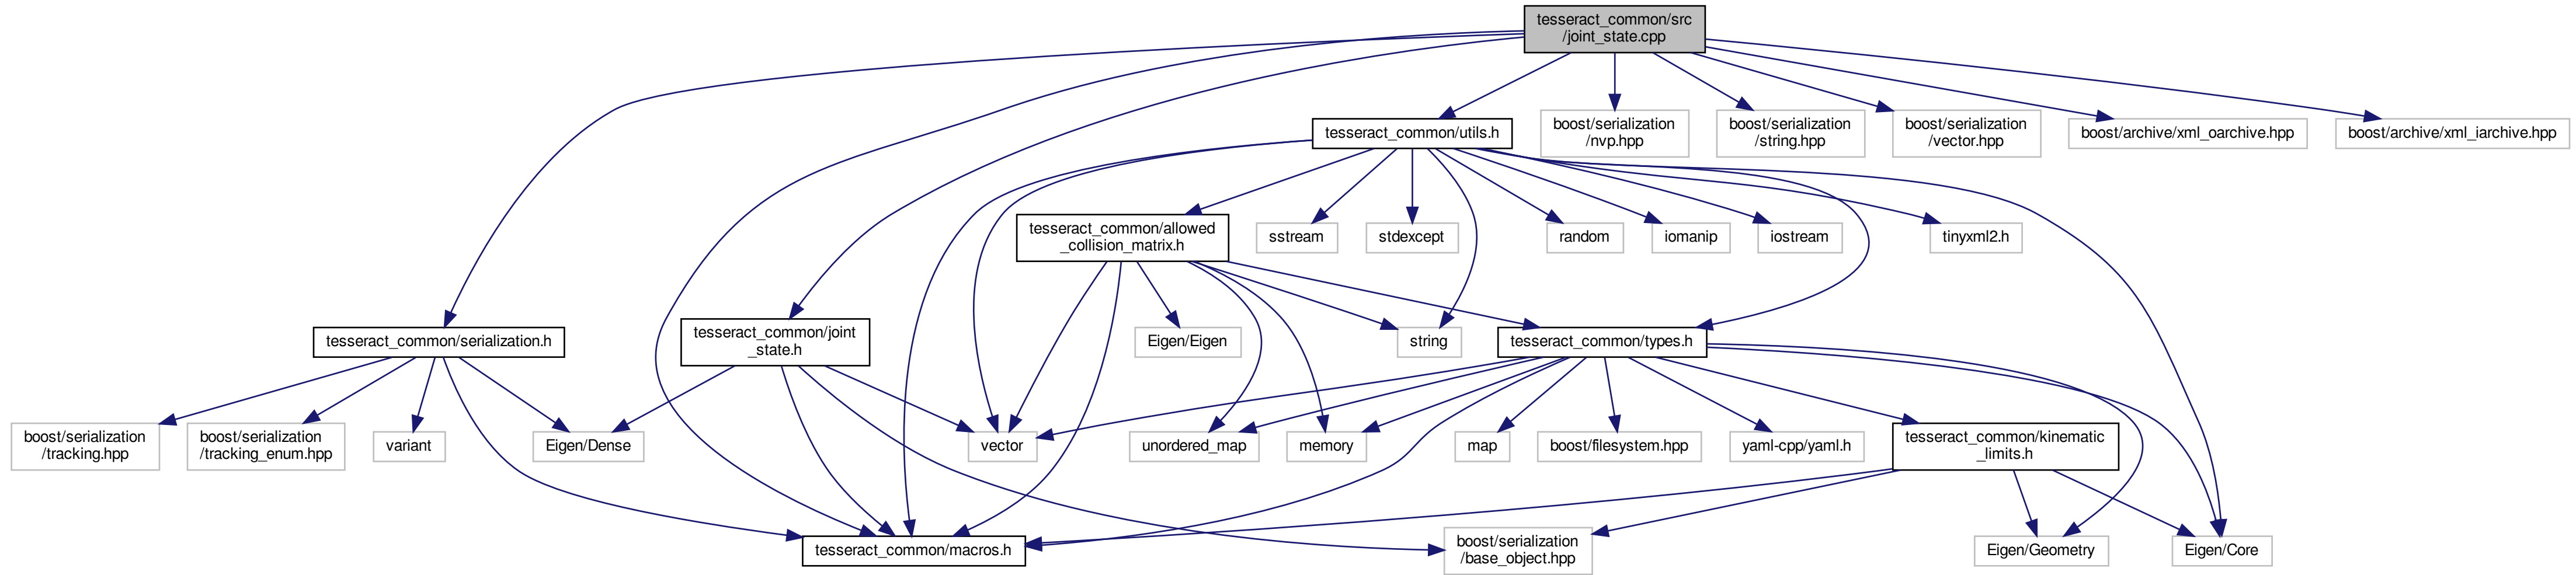 tesseract_common/src
/joint_state.cpp
tesseract_common/utils.h
boost/serialization
/nvp.hpp
boost/serialization
/string.hpp
boost/serialization
/vector.hpp
boost/archive/xml_oarchive.hpp
boost/archive/xml_iarchive.hpp
tesseract_common/allowed
_collision_matrix.h
sstream
stdexcept
random
iomanip
iostream
tinyxml2.h
tesseract_common/serialization.h
tesseract_common/joint
_state.h
Eigen/Eigen
string
tesseract_common/types.h
boost/serialization
/tracking.hpp
boost/serialization
/tracking_enum.hpp
variant
Eigen/Dense
vector
unordered_map
memory
map
boost/filesystem.hpp
yaml-cpp/yaml.h
tesseract_common/kinematic
_limits.h
tesseract_common/macros.h
boost/serialization
/base_object.hpp
Eigen/Geometry
Eigen/Core